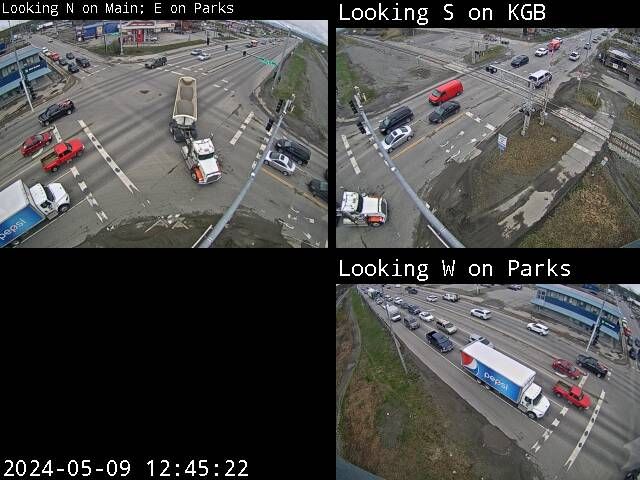 Looking N on Main; E on Parks
Looking S on KGB
pepsi
Looking W on Parks
pepsi
2024-05-09 12:45:22